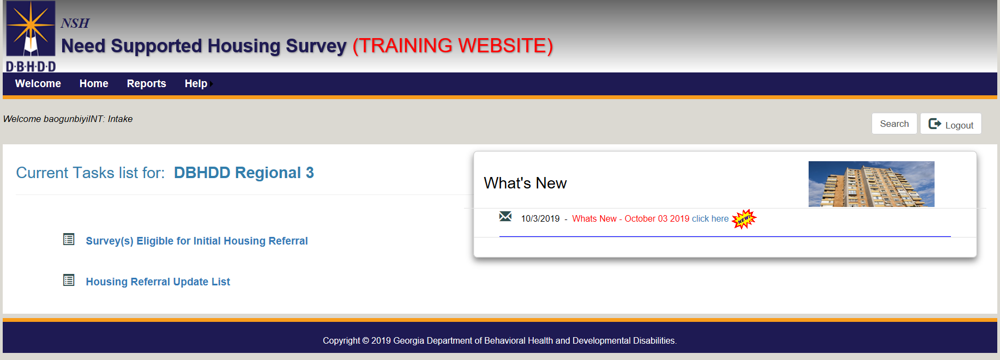 NSH
Need Supported Housing Survey (TRAINING WEBSITE)
D·B·H·D·D
Welcome Home Reports Help
Welcome baogunbiyiINT: Intake
Search Logout
Current Tasks list for: DBHDD Regional 3
Survey(s) Eligible for Initial Housing Referral
Housing Referral Update List
What's New
10/3/2019 - Whats New - October 03 2019 click here NEW!
Copyright © 2019 Georgia Department of Behavioral Health and Developmental Disabilities.